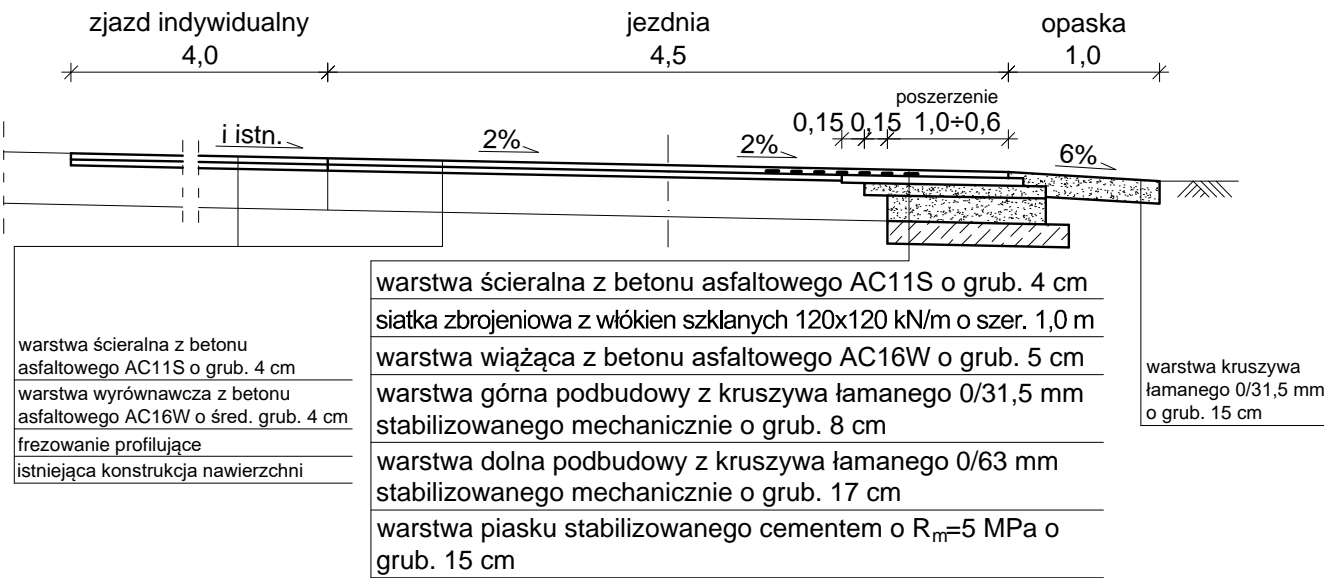 zjazd indywidualny
4,0
jezdnia
4,5
opaska
1,0
poszerzenie
0,15 0,15 1,0÷0,6
i istn.
2%
2%
6%
warstwa ścieralna z betonu
asfaltowego AC11S o grub. 4 cm
warstwa wyrównawcza z betonu
asfaltowego AC16W o śred. grub. 4 cm
frezowanie profilujące
istniejąca konstrukcja nawierzchni
warstwa ścieralna z betonu asfaltowego AC11S o grub. 4 cm
siatka zbrojeniowa z włókien szklanych 120x120 kN/m o szer. 1,0 m
warstwa wiążąca z betonu asfaltowego AC16W o grub. 5 cm
warstwa górna podbudowy z kruszywa łamanego 0/31,5 mm
stabilizowanego mechanicznie o grub. 8 cm
warstwa dolna podbudowy z kruszywa łamanego 0/63 mm
stabilizowanego mechanicznie o grub. 17 cm
warstwa piasku stabilizowanego cementem o Rm=5 MPa o
grub. 15 cm
warstwa kruszywa
łamanego 0/31,5 mm
o grub. 15 cm